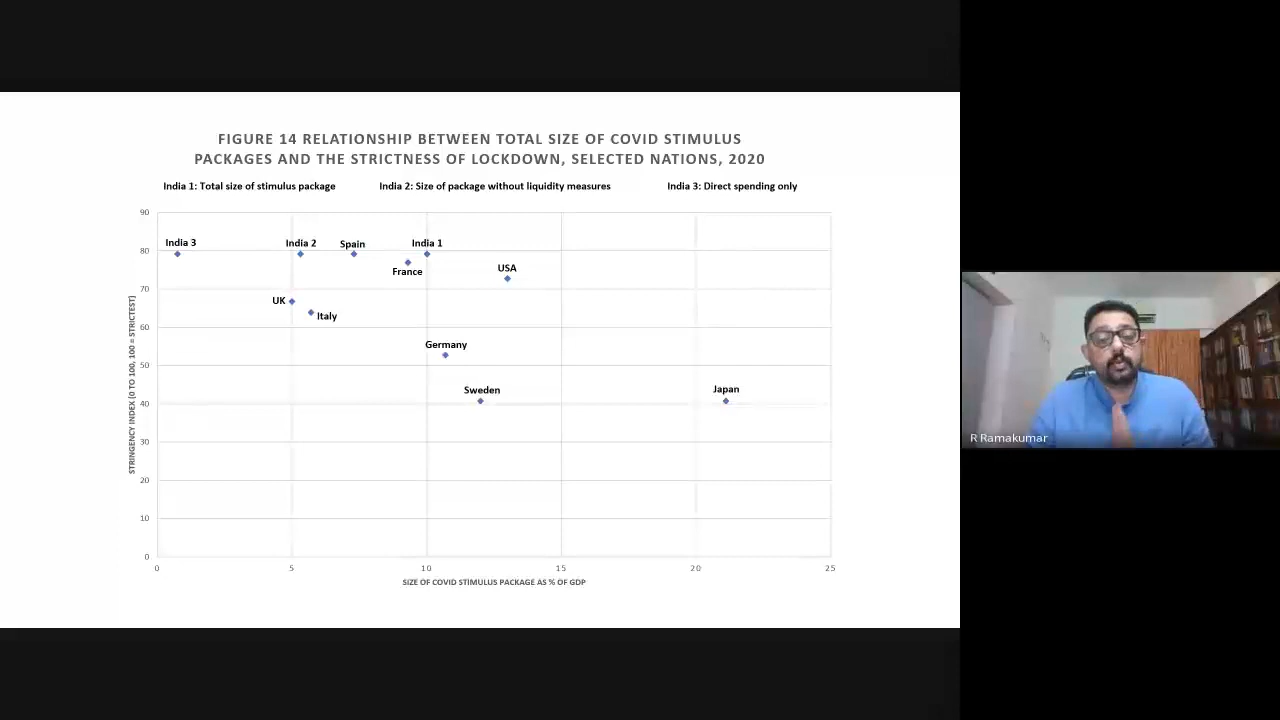 FIGURE 14 RELATIONSHIP BETWEEN TOTAL SIZE OF COVID STIMULUS
PACKAGES AND THE STRICTNESS OF LOCKDOWN, SELECTED NATIONS, 2020
India 1: Total size of stimulus package
India 2: Size of package without liquidity measures
India 3: Direct spending only
STRINGENCY INDEX (0 TO 100, 100 = STRICTEST)
90
80
70
60
50
40
30
20
10
0
India 3
India 2
Spain
India 1
France
USA
UK
Italy
Germany
Sweden
Japan
0
5
10
15
20
25
SIZE OF COVID STIMULUS PACKAGE AS % OF GDP
R Ramakumar